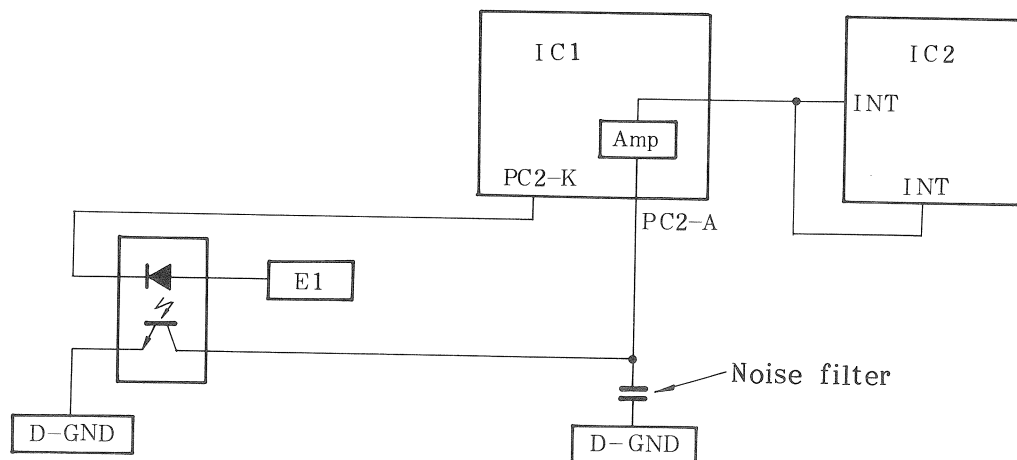 IC1
IC2
INT
Amp
PC2-K
INT
PC2-A
E1
Noise filter
D-GND
D-GND